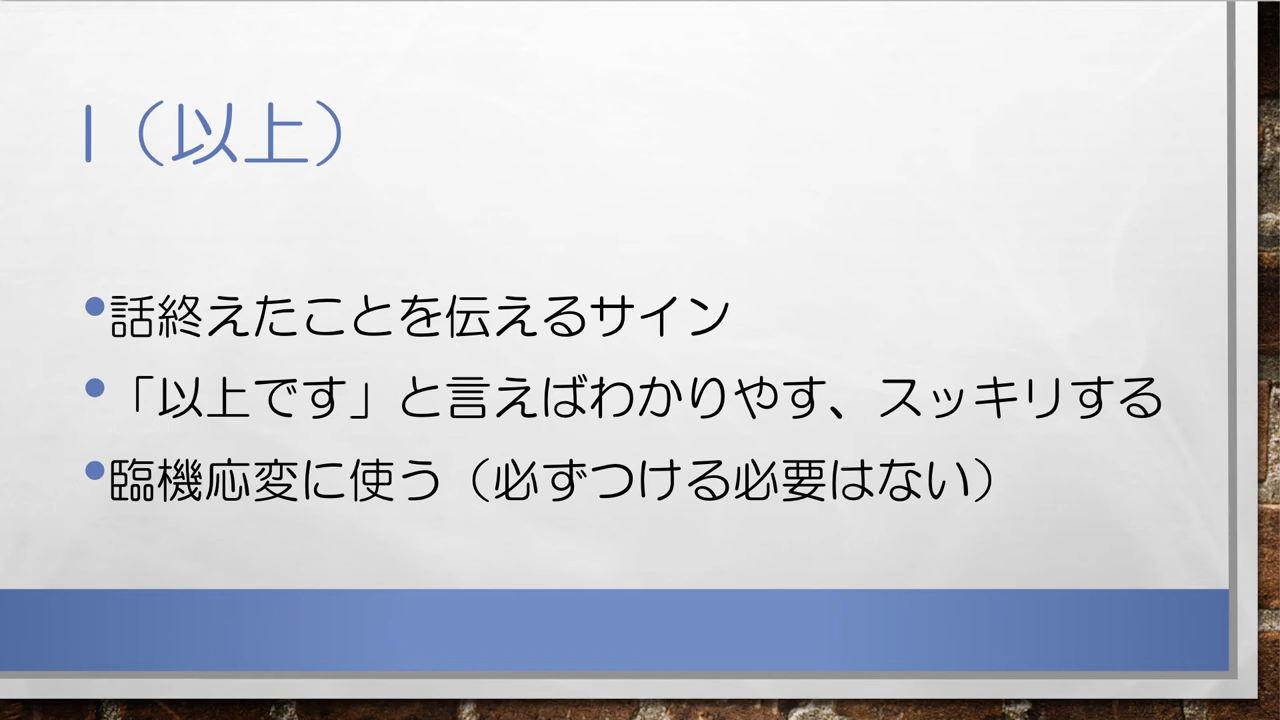 I（以上）
•話終えたことを伝えるサイン
•「以上です」と言えばわかりやす、スッキリする
•臨機応変に使う（必ずつける必要はない）